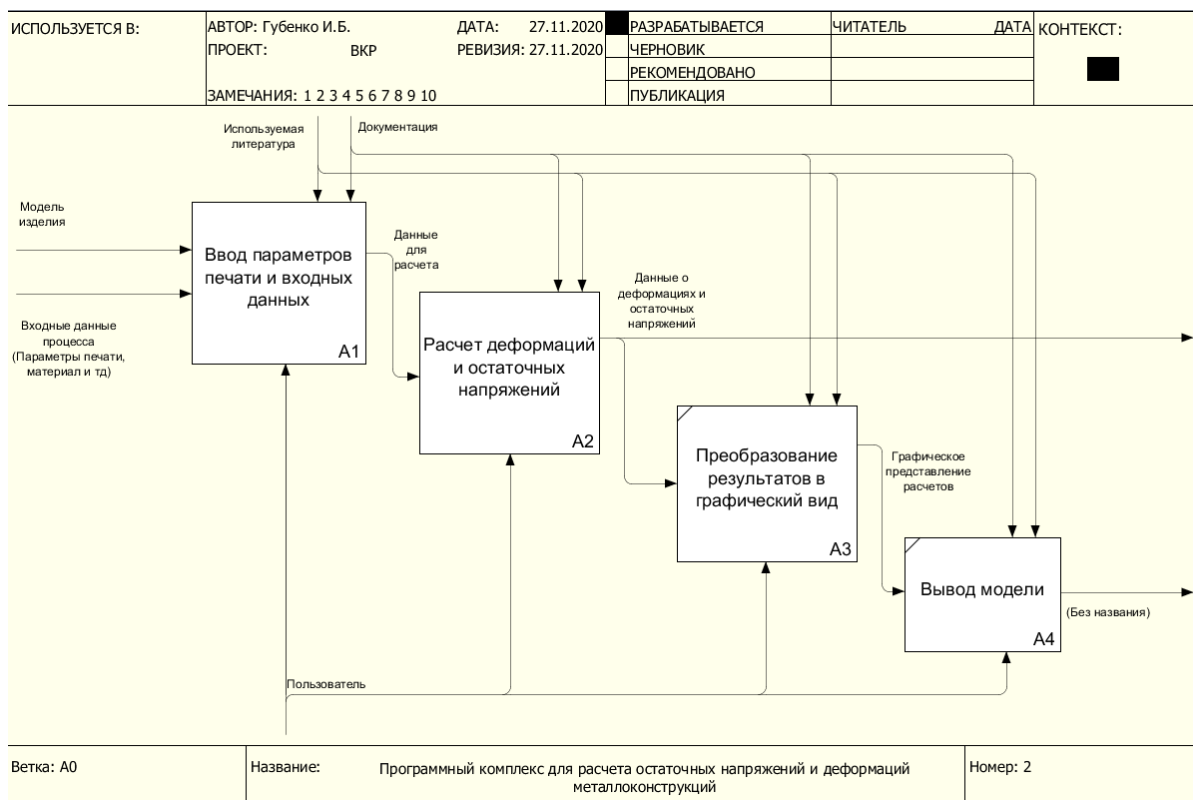 ИСПОЛЬЗУЕТСЯ В:
АВТОР: Губенко И.Б.
ДАТА: 27.11.2020
ПРОЕКТ: ВКР
РЕВИЗИЯ: 27.11.2020
ЗАМЕЧАНИЯ: 1 2 3 4 5 6 7 8 9 10
РАЗРАБАТЫВАЕТСЯ
ЧЕРНОВИК
РЕКОМЕНДОВАНО
ПУБЛИКАЦИЯ
ЧИТАТЕЛЬ ДАТА
КОНТЕКСТ:
Используемая
литература
Документация
Модель
изделия
Входные данные
процесса
(Параметры печати,
материал и тд)
Ввод параметров
печати и входных
данных
A1
Данные
для
расчета
Расчет деформаций
и остаточных
напряжений
A2
Данные о
деформациях и
остаточных
напряжений
Преобразование
результатов в
графический вид
A3
Графическое
представление
расчетов
Вывод модели
A4
(Без названия)
Пользователь
Ветка: A0
Название:
Программный комплекс для расчета остаточных напряжений и деформаций
металлоконструкций
Номер: 2